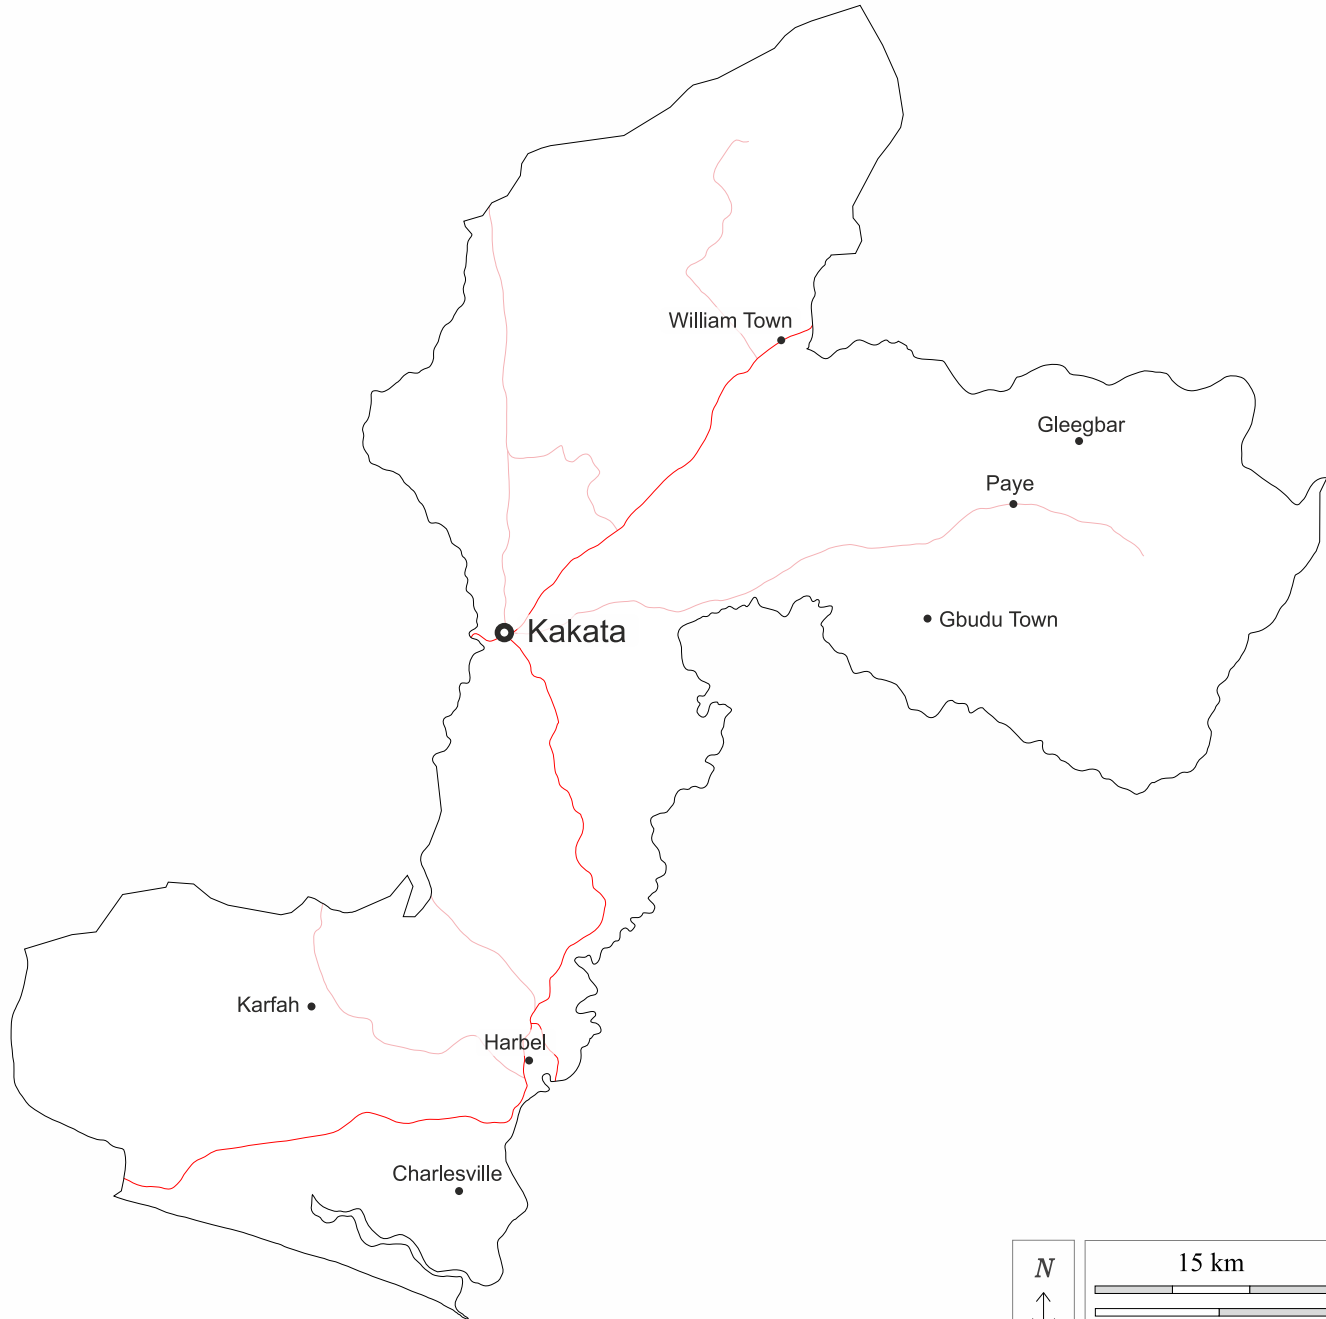 William Town
Gleegbar
Paye
Gbudu Town
Kakata
Karfah
Harbel
Charlesville
N
15 km